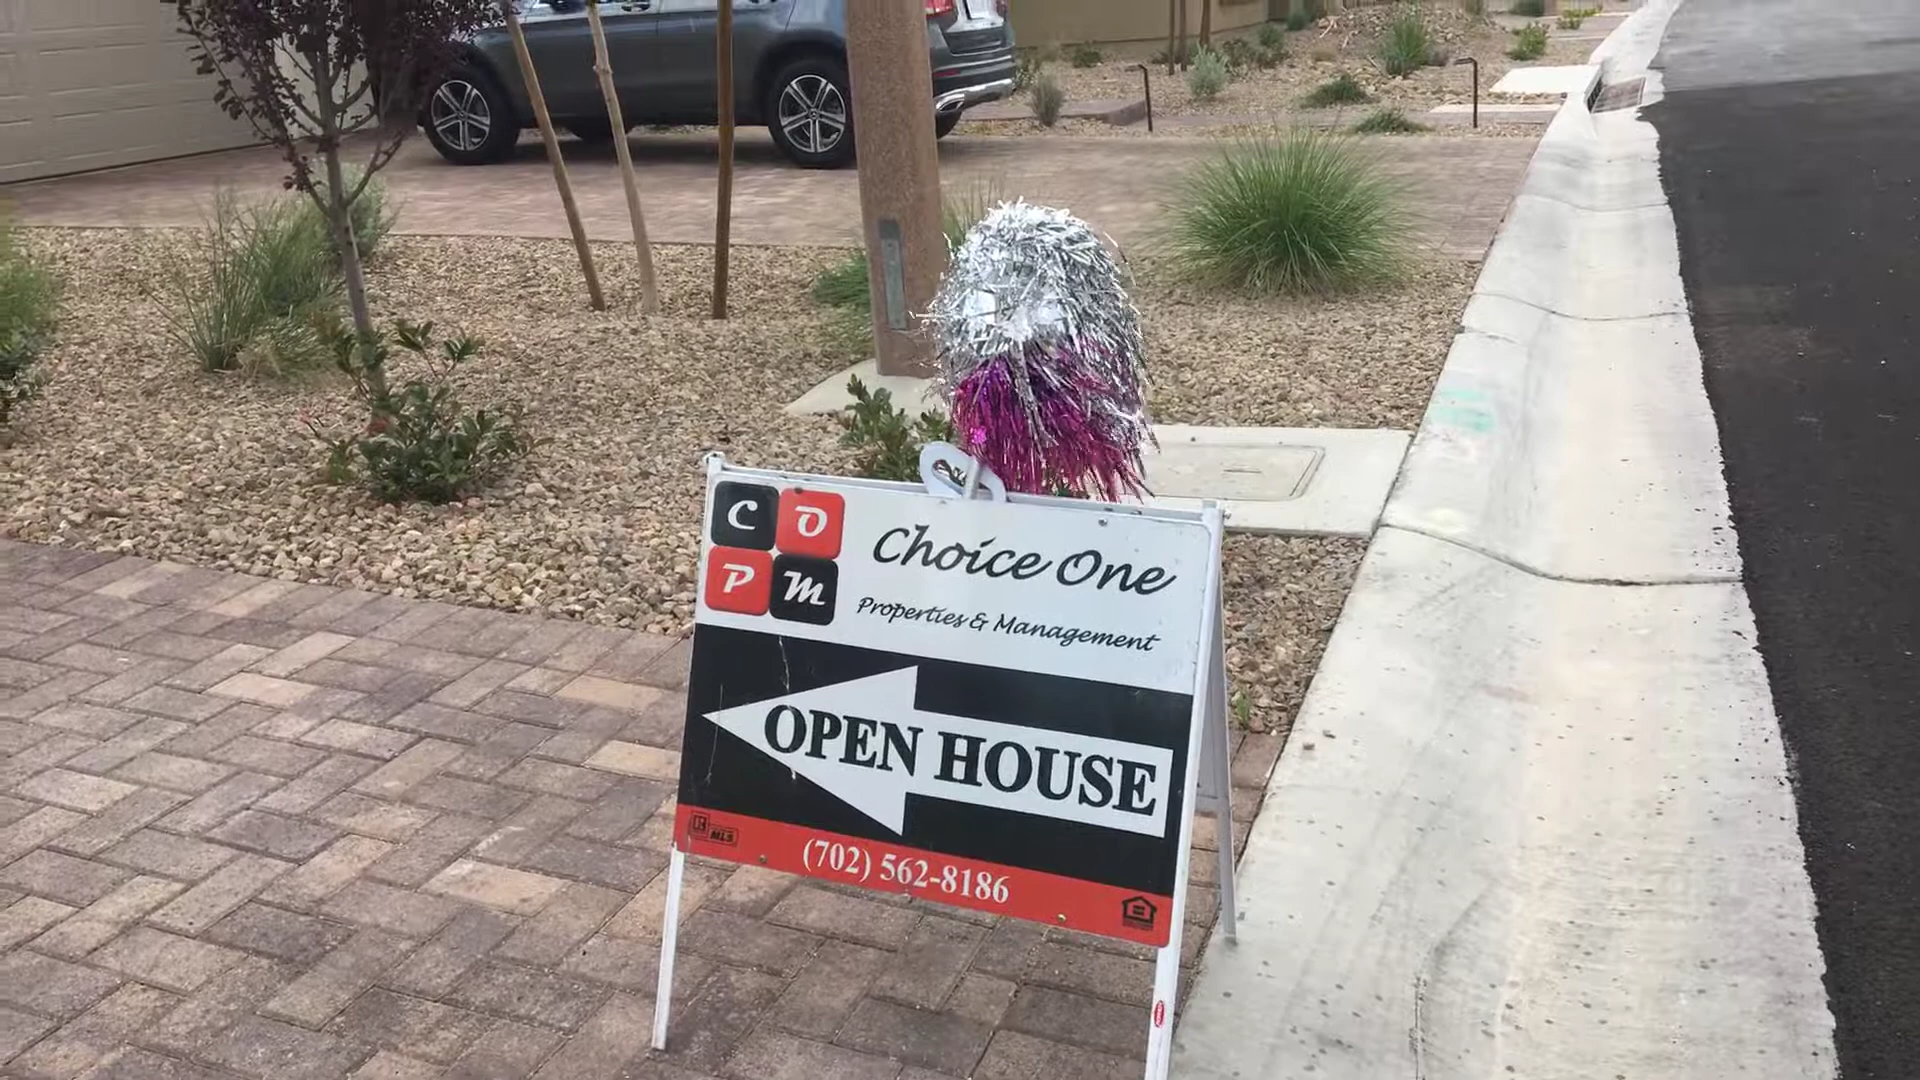 C O
P M
Choice One
Properties & Management
OPEN HOUSE
R MLS
(702) 562-8186